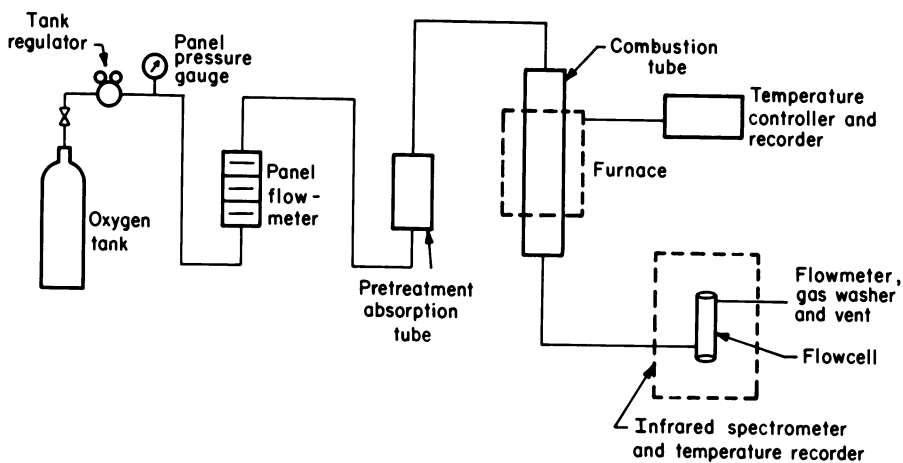 Tank
regulator
Panel
pressure
gauge
Combustion
tube
Temperature
controller and
recorder
Furnace
Panel
flow-
meter
Oxygen
tank
Pretreatment
absorption
tube
Flowmeter,
gas washer
and vent
Flowcell
Infrared spectrometer
and temperature recorder